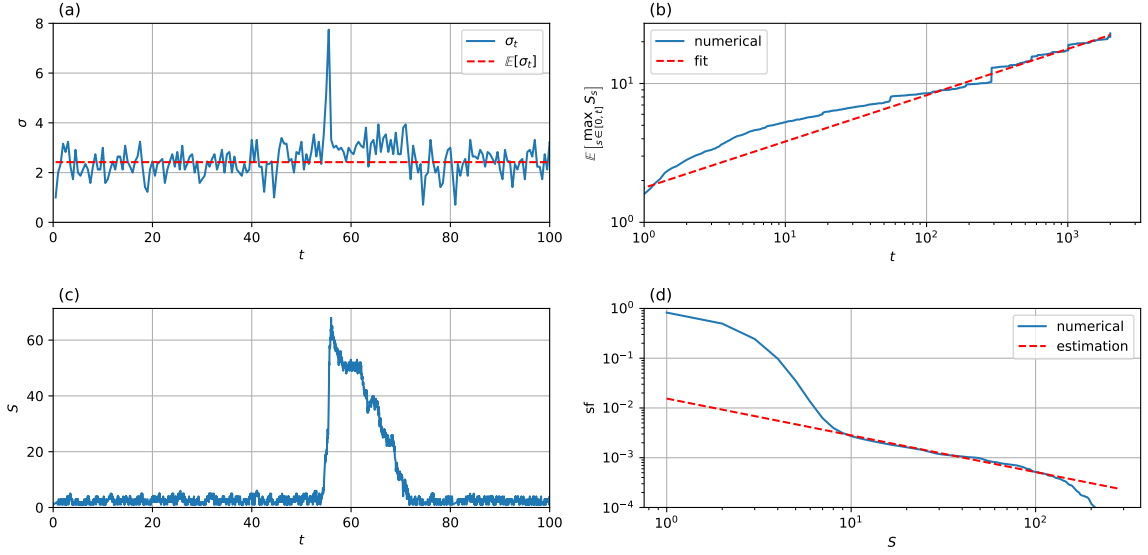 (a)
8
6
4
2
0
σ
σ_t
𝔼[σ_t]
0 20 40 60 80 100
t
(b)
10^1
10^0
𝔼[max_{s∈[0,t]} S_s]
numerical
fit
10^0 10^1 10^2 10^3
t
(c)
60
40
20
0
S
0 20 40 60 80 100
t
(d)
10^0
10^{-1}
10^{-2}
10^{-3}
10^{-4}
sf
numerical
estimation
10^0 10^1 10^2
S